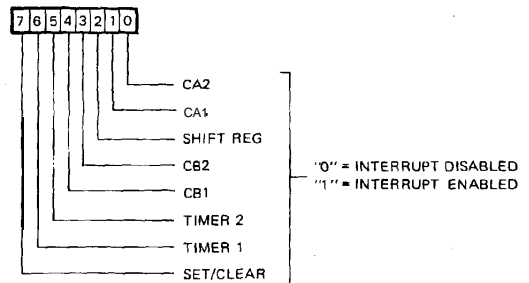 7 6 5 4 3 2 1 0
CA2
CA1
SHIFT REG
CB2
CB1
TIMER 2
TIMER 1
SET/CLEAR
"0" = INTERRUPT DISABLED
"1" = INTERRUPT ENABLED